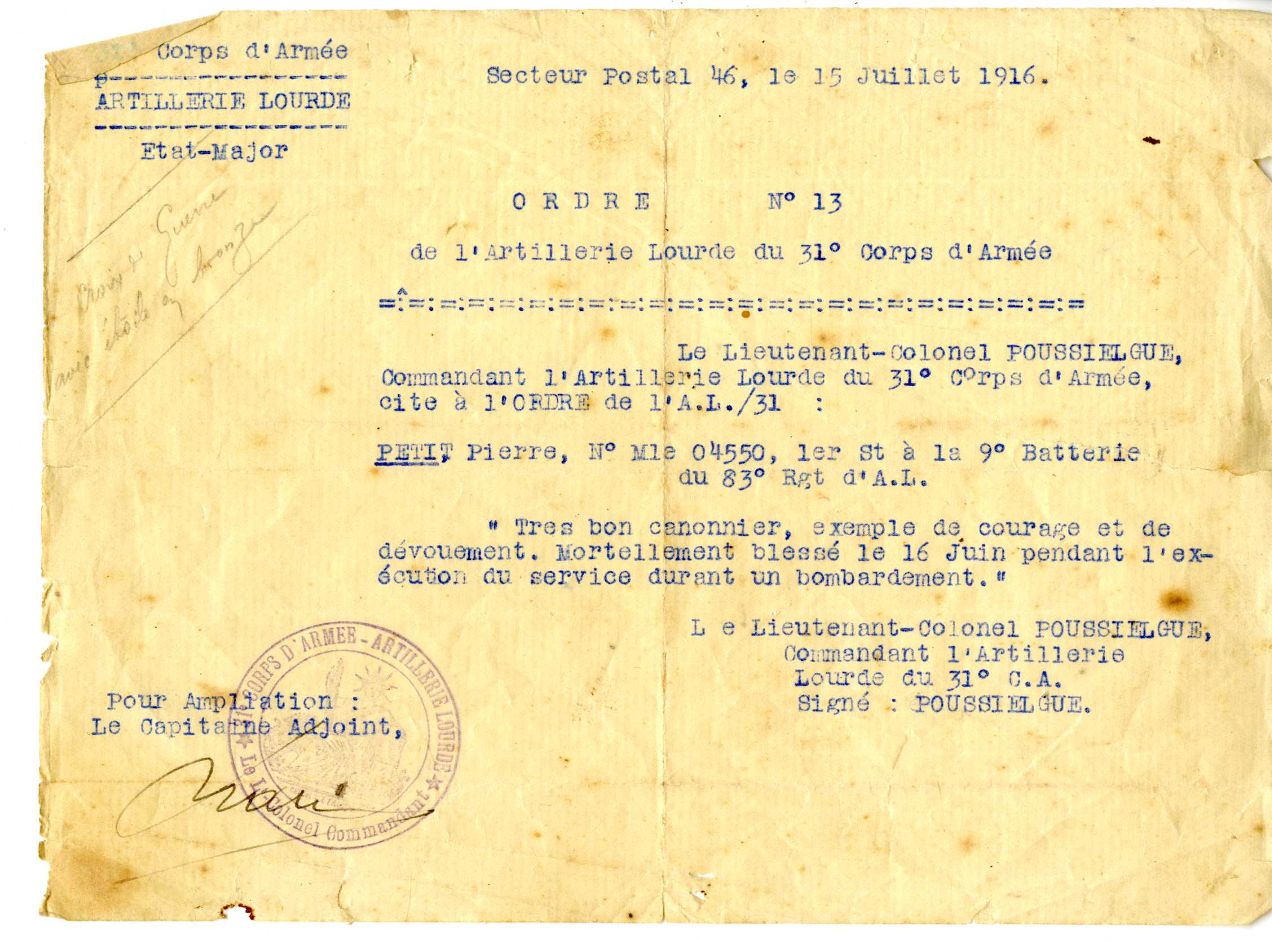 Corps d'Armée
ARTILLERIE LOURDE
Etat-Major
Secteur Postal 46, le 15 Juillet 1916.
Croix de Guerre
avec étoile en bronze
O R D R E N° 13
de l'Artillerie Lourde du 31° Corps d'Armée
=:=:=:=:=:=:=:=:=:=:=:=:=:=:=:=:=:=:=:=:=:=:=:=:=
Le Lieutenant-Colonel POUSSIELGUE,
Commandant l'Artillerie Lourde du 31° Corps d'Armée,
cite à l'ORDRE de l'A.L./31 :
PETIT, Pierre, N° Mle 04550, 1er St à la 9° Batterie
du 83° Rgt d'A.L.
" Tres bon canonnier, exemple de courage et de
dévouement. Mortellement blessé le 16 Juin pendant l'ex-
écution du service durant un bombardement."
L e Lieutenant-Colonel POUSSIELGUE,
Commandant l'Artillerie
Lourde du 31° C.A.
Signé : POUSSIELGUE.
Pour Ampliation :
Le Capitaine Adjoint,
31e CORPS D'ARMEE - ARTILLERIE LOURDE
Le Lt Colonel Commandant